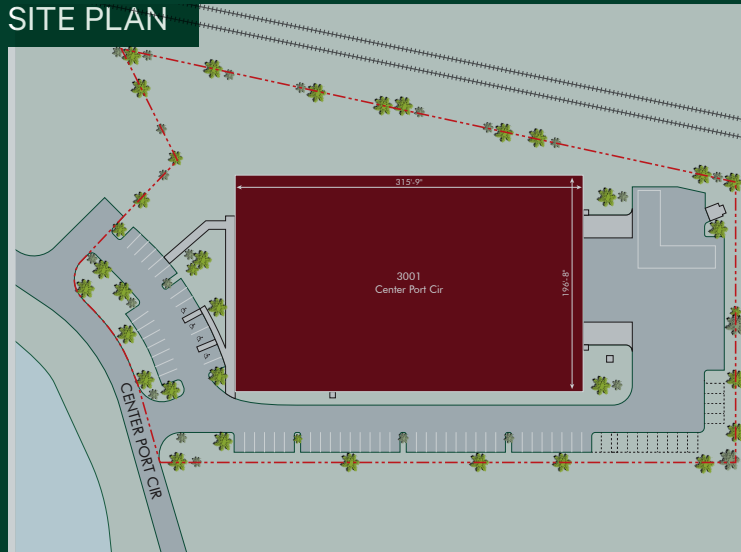 SITE PLAN
315'-9"
3001
Center Port Cir
196'-8"
CENTER PORT CIR